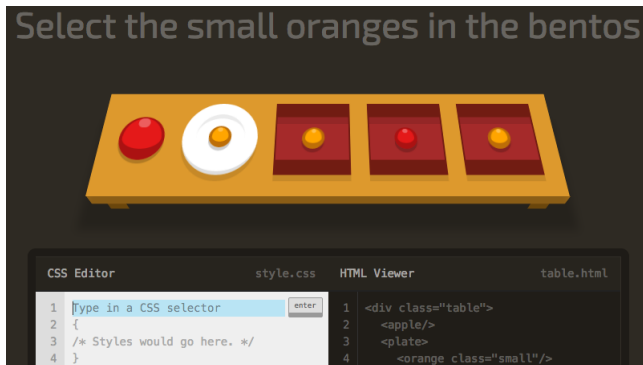 Select the small oranges in the bentos
CSS Editor style.css
HTML Viewer table.html
1 Type in a CSS selector enter
2 {
3 /* Styles would go here. */
4 }
1 <div class="table">
2 <apple/>
3 <plate>
4 <orange class="small"/>